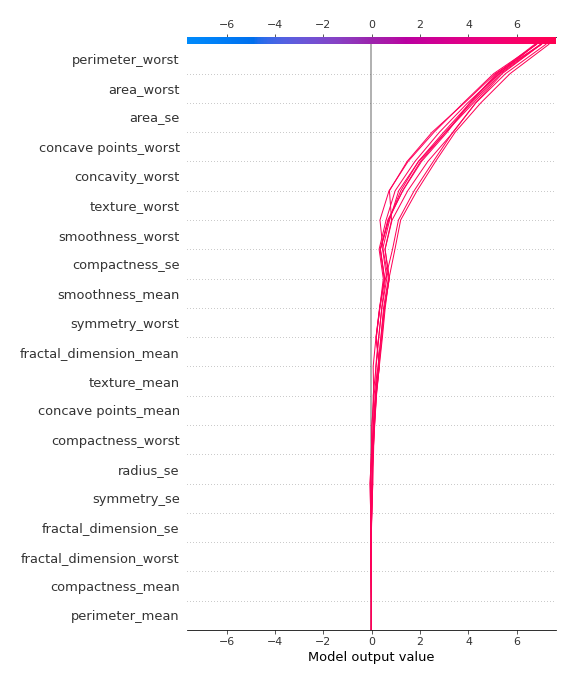 −6 −4 −2 0 2 4 6
perimeter_worst
area_worst
area_se
concave points_worst
concavity_worst
texture_worst
smoothness_worst
compactness_se
smoothness_mean
symmetry_worst
fractal_dimension_mean
texture_mean
concave points_mean
compactness_worst
radius_se
symmetry_se
fractal_dimension_se
fractal_dimension_worst
compactness_mean
perimeter_mean
−6 −4 −2 0 2 4 6
Model output value